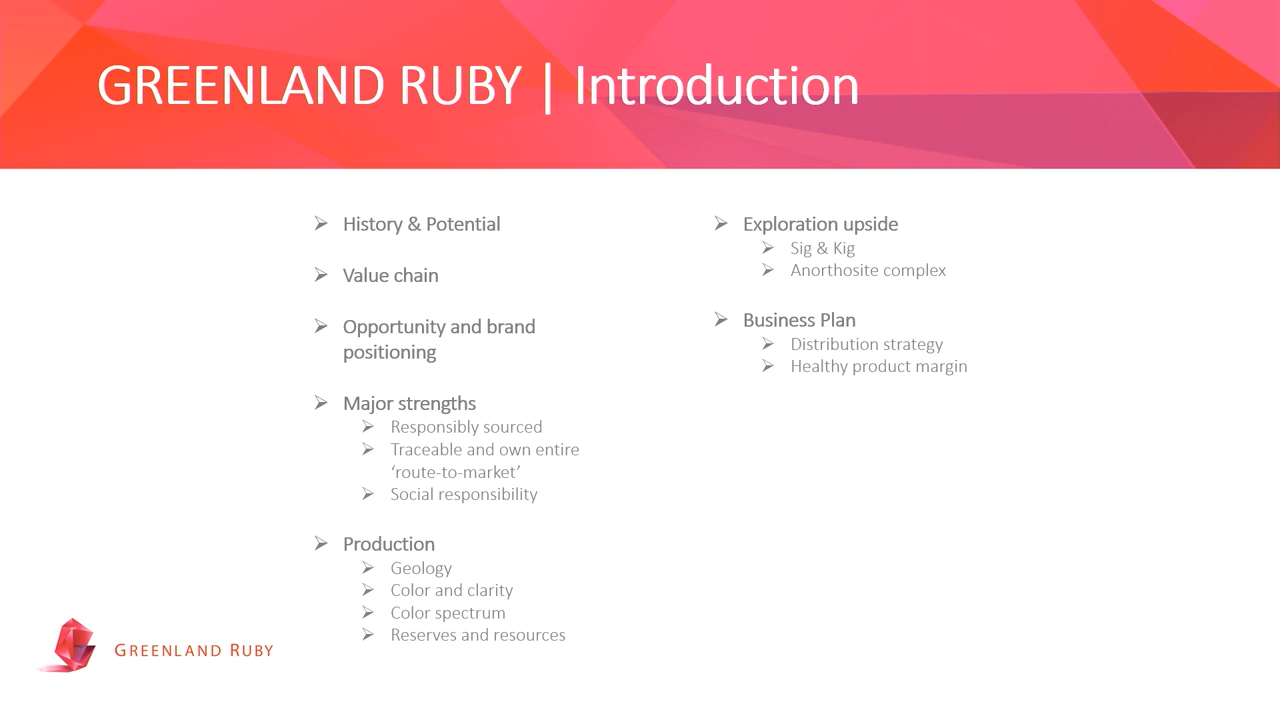 GREENLAND RUBY | Introduction
➢ History & Potential
➢ Value chain
➢ Opportunity and brand
positioning
➢ Major strengths
➢ Responsibly sourced
➢ Traceable and own entire
‘route-to-market’
➢ Social responsibility
➢ Production
➢ Geology
➢ Color and clarity
➢ Color spectrum
➢ Reserves and resources
➢ Exploration upside
➢ Sig & Kig
➢ Anorthosite complex
➢ Business Plan
➢ Distribution strategy
➢ Healthy product margin
GREENLAND RUBY